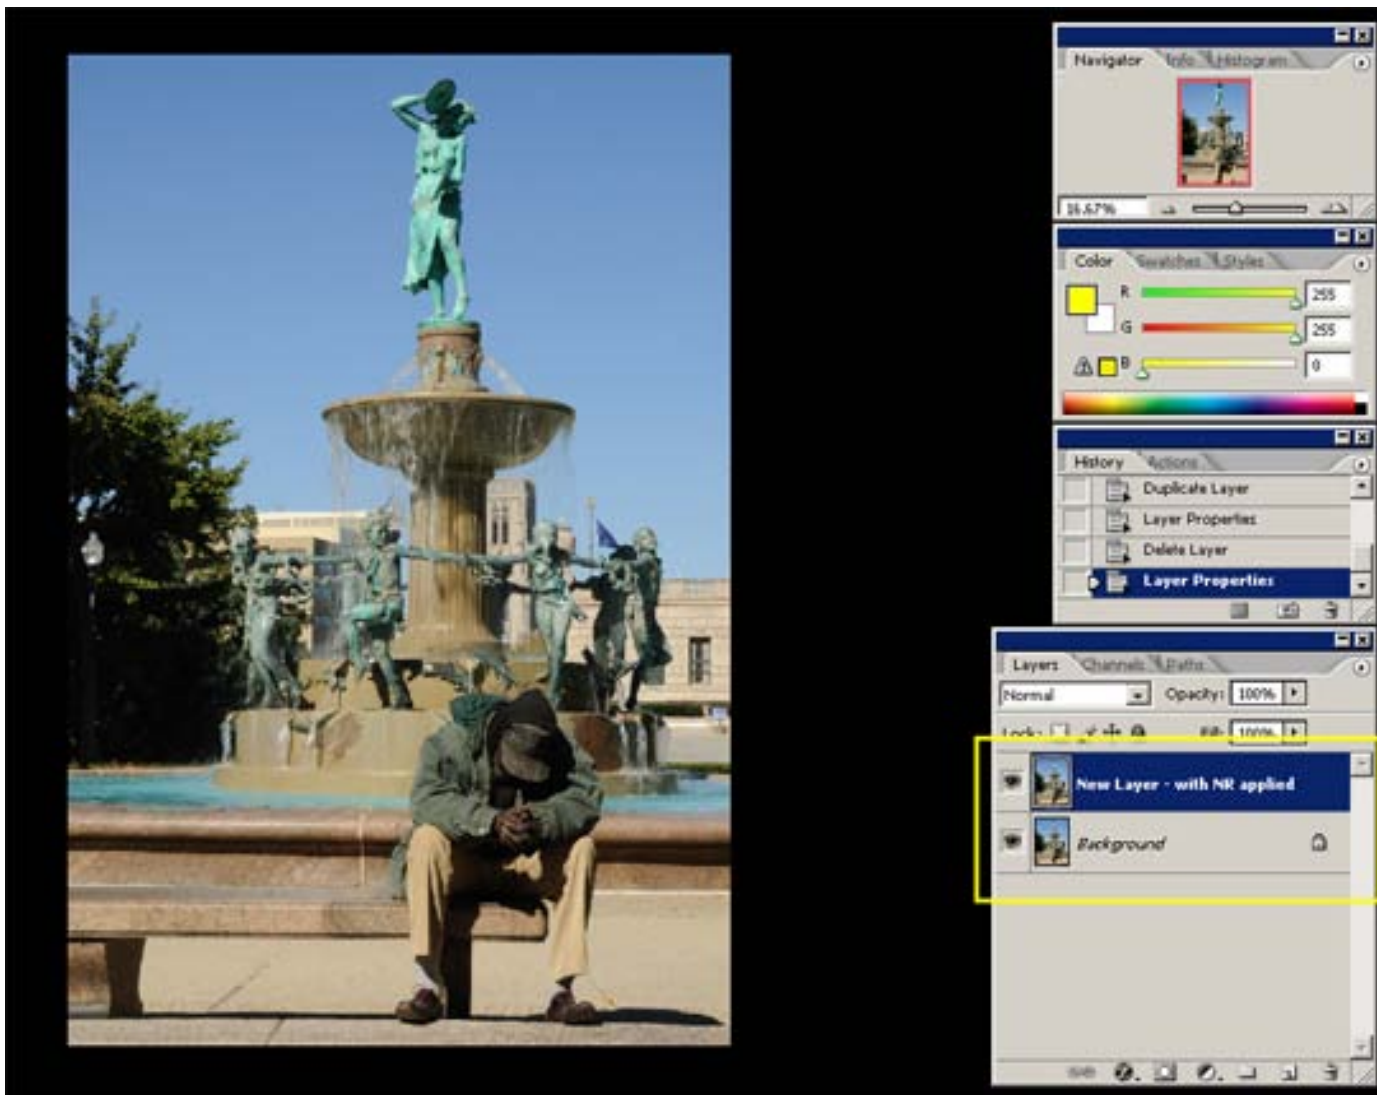 Navigator Info Histogram
16.67%
Color Swatches Styles
R 255
G 255
B 0
History Actions
Duplicate Layer
Layer Properties
Delete Layer
Layer Properties
Layers Channels Paths
Normal Opacity: 100%
Lock: Fill: 100%
New Layer - with NR applied
Background